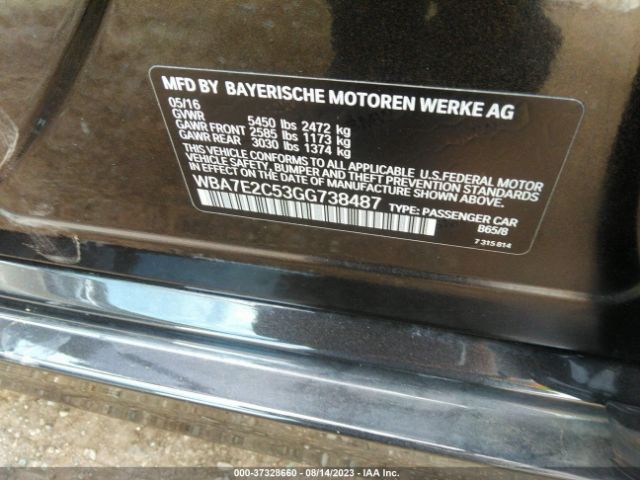 MFD BY BAYERISCHE MOTOREN WERKE AG
05/16
GVWR 5450 lbs 2472 kg
GAWR FRONT 2585 lbs 1173 kg
GAWR REAR 3030 lbs 1374 kg
THIS VEHICLE CONFORMS TO ALL APPLICABLE U.S.FEDERAL MOTOR
VEHICLE SAFETY, BUMPER, AND THEFT PREVENTION STANDARDS
IN EFFECT ON THE DATE OF MANUFACTURE SHOWN ABOVE.
WBA7E2C53GG738487 TYPE: PASSENGER CAR
B65/8
7 315 814
000-37328660 - 08/14/2023 - IAA Inc.